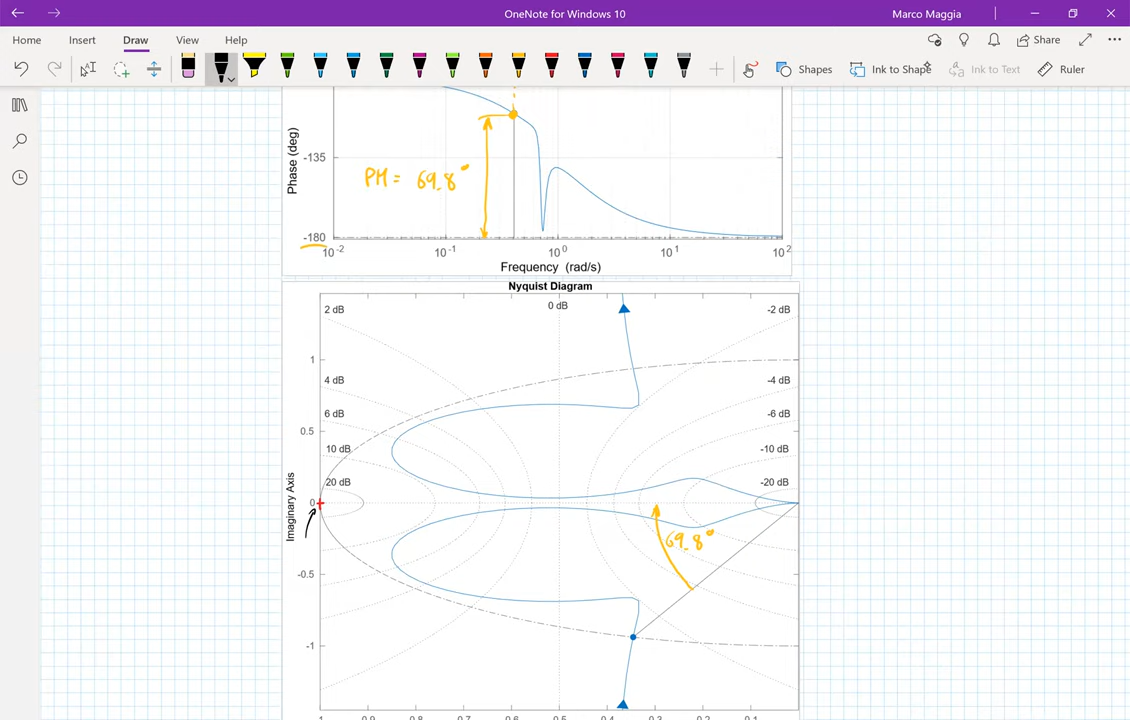 OneNote for Windows 10
Marco Maggia
Home Insert Draw View Help
Share
Shapes
Ink to Shape
Ink to Text
Ruler
Phase (deg)
-135
-180
PM = 69.8°
10^-2 10^-1 10^0 10^1 10^2
Frequency (rad/s)
Nyquist Diagram
2 dB 0 dB -2 dB
1
4 dB -4 dB
6 dB -6 dB
0.5
10 dB -10 dB
20 dB -20 dB
Imaginary Axis
0
69.8°
-0.5
-1
1 0.9 0.8 0.7 0.6 0.5 0.4 0.3 0.2 0.1